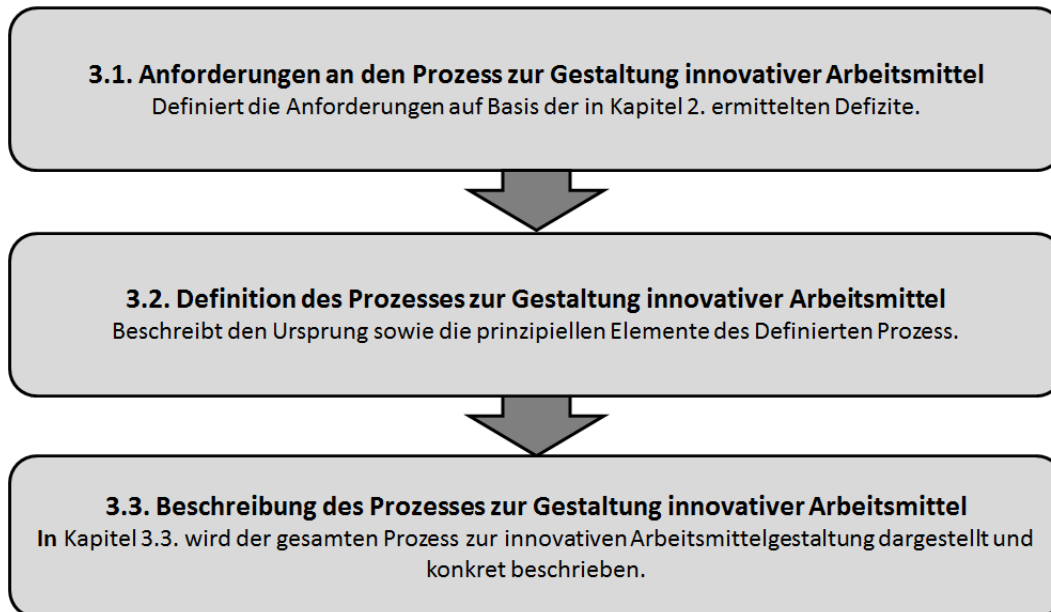 3.1. Anforderungen an den Prozess zur Gestaltung innovativer Arbeitsmittel
Definiert die Anforderungen auf Basis der in Kapitel 2. ermittelten Defizite.
3.2. Definition des Prozesses zur Gestaltung innovativer Arbeitsmittel
Beschreibt den Ursprung sowie die prinzipiellen Elemente des Definierten Prozess.
3.3. Beschreibung des Prozesses zur Gestaltung innovativer Arbeitsmittel
In Kapitel 3.3. wird der gesamten Prozess zur innovativen Arbeitsmittelgestaltung dargestellt und
konkret beschrieben.